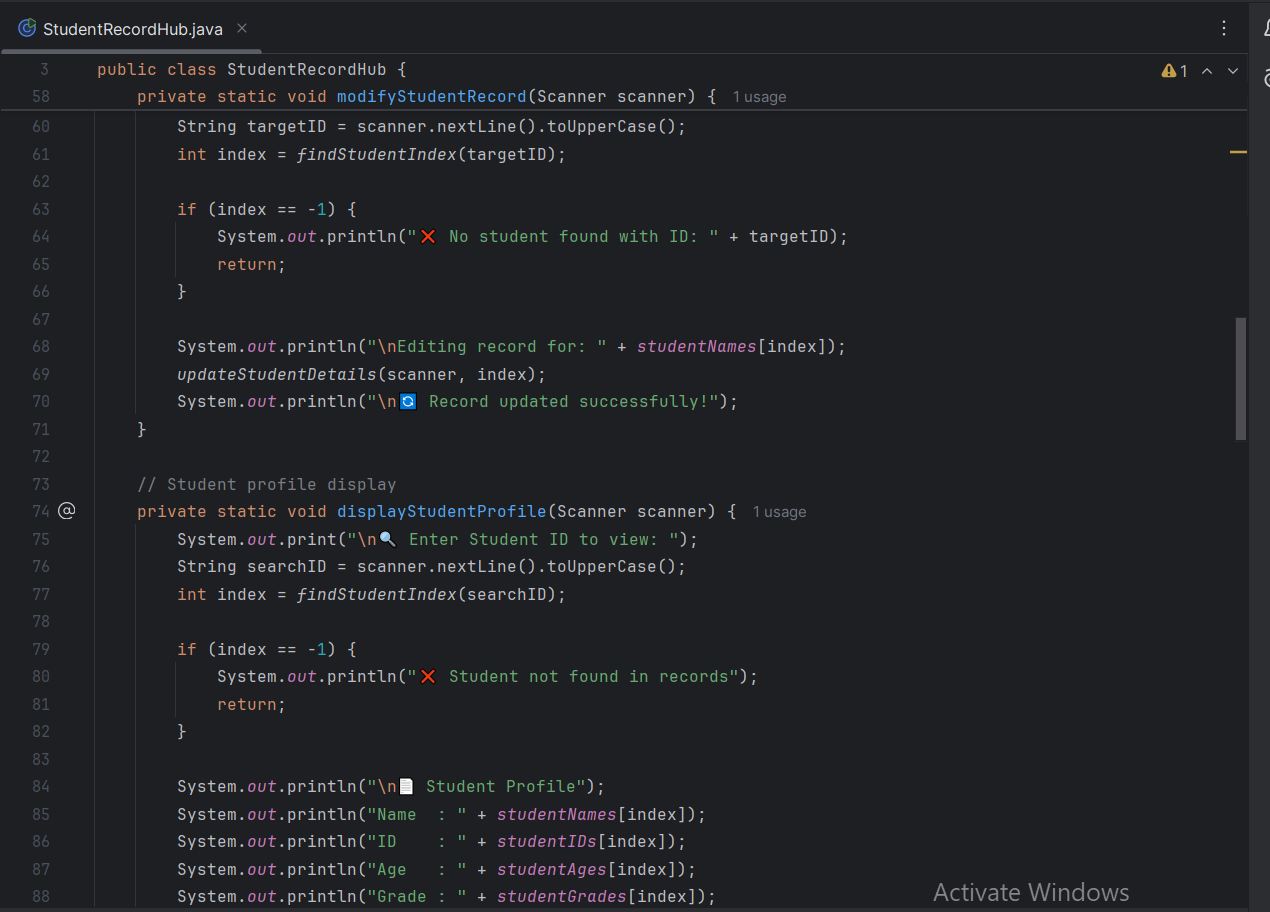 StudentRecordHub.java
3 public class StudentRecordHub {
1
58     private static void modifyStudentRecord(Scanner scanner) { 1 usage
60         String targetID = scanner.nextLine().toUpperCase();
61         int index = findStudentIndex(targetID);
62
63         if (index == -1) {
64             System.out.println("❌ No student found with ID: " + targetID);
65             return;
66         }
67
68         System.out.println("\nEditing record for: " + studentNames[index]);
69         updateStudentDetails(scanner, index);
70         System.out.println("\n🔄 Record updated successfully!");
71     }
72
73     // Student profile display
74 @     private static void displayStudentProfile(Scanner scanner) { 1 usage
75         System.out.print("\n🔍 Enter Student ID to view: ");
76         String searchID = scanner.nextLine().toUpperCase();
77         int index = findStudentIndex(searchID);
78
79         if (index == -1) {
80             System.out.println("❌ Student not found in records");
81             return;
82         }
83
84         System.out.println("\n📄 Student Profile");
85         System.out.println("Name  : " + studentNames[index]);
86         System.out.println("ID    : " + studentIDs[index]);
87         System.out.println("Age   : " + studentAges[index]);
88         System.out.println("Grade : " + studentGrades[index]);
Activate Windows